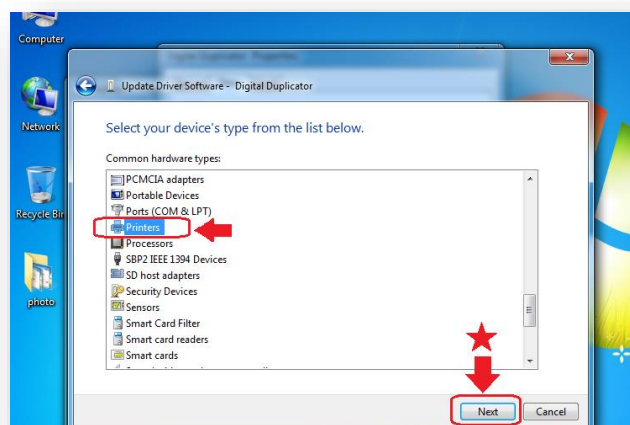 Computer
Network
Recycle Bin
photo
Update Driver Software - Digital Duplicator
Select your device's type from the list below.
Common hardware types:
PCMCIA adapters
Portable Devices
Ports (COM & LPT)
Printers
Processors
SBP2 IEEE 1394 Devices
SD host adapters
Security Devices
Sensors
Smart Card Filter
Smart card readers
Smart cards
Next
Cancel